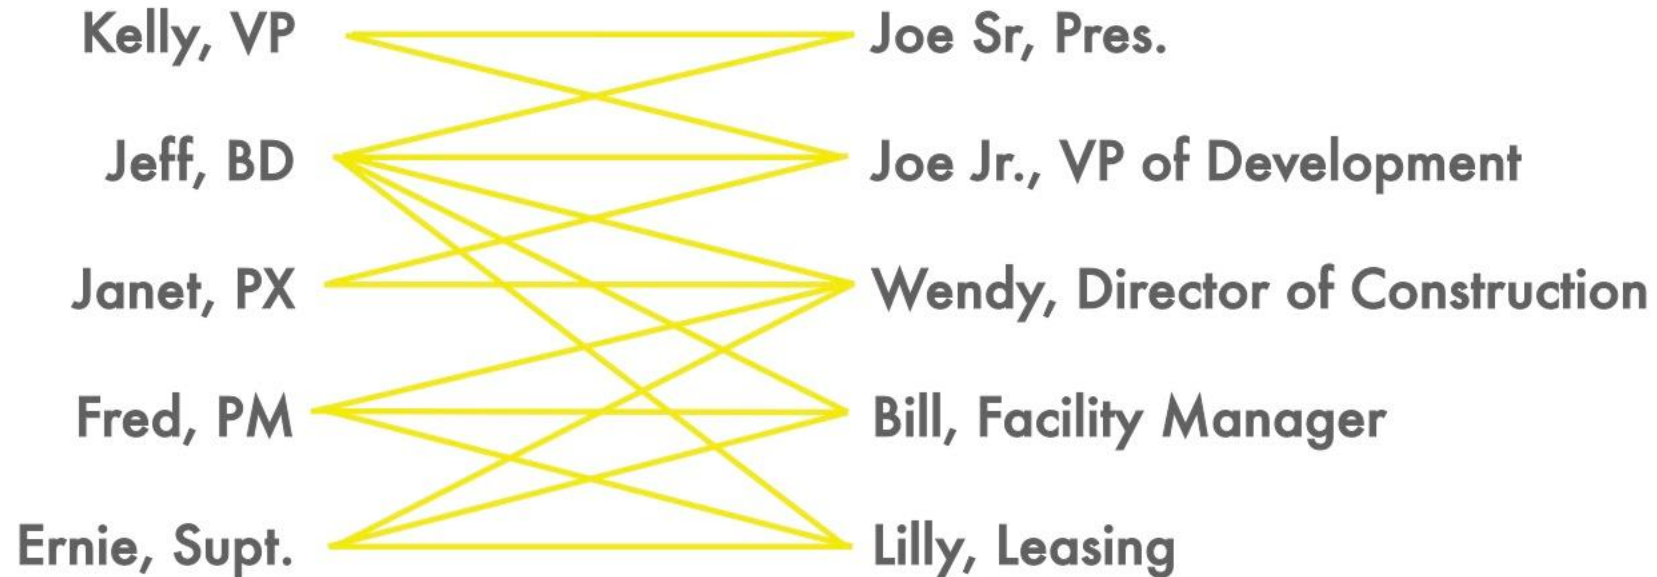 Kelly, VP
Joe Sr, Pres.
Jeff, BD
Joe Jr., VP of Development
Janet, PX
Wendy, Director of Construction
Fred, PM
Bill, Facility Manager
Ernie, Supt.
Lilly, Leasing